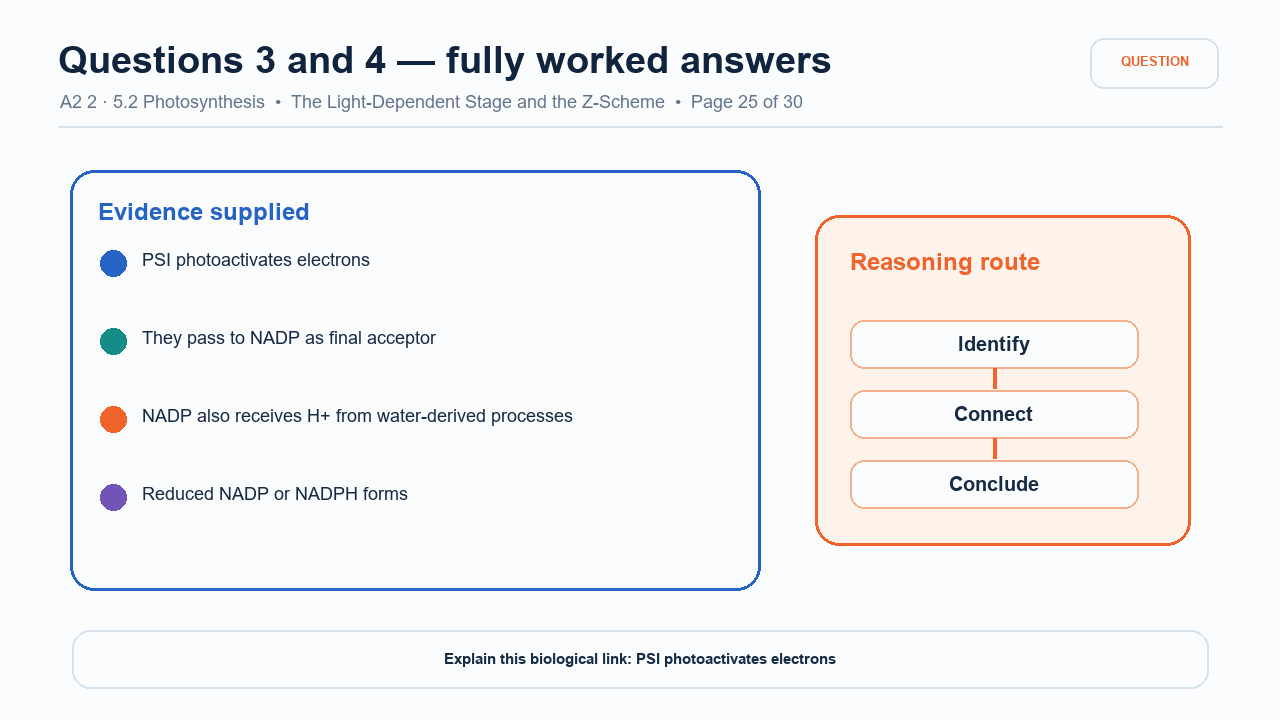 Questions 3 and 4 — fully worked answers
QUESTION
A2 2 · 5.2 Photosynthesis • The Light-Dependent Stage and the Z-Scheme • Page 25 of 30
Evidence supplied
PSI photoactivates electrons
They pass to NADP as final acceptor
NADP also receives H+ from water-derived processes
Reduced NADP or NADPH forms
Reasoning route
Identify
Connect
Conclude
Explain this biological link: PSI photoactivates electrons